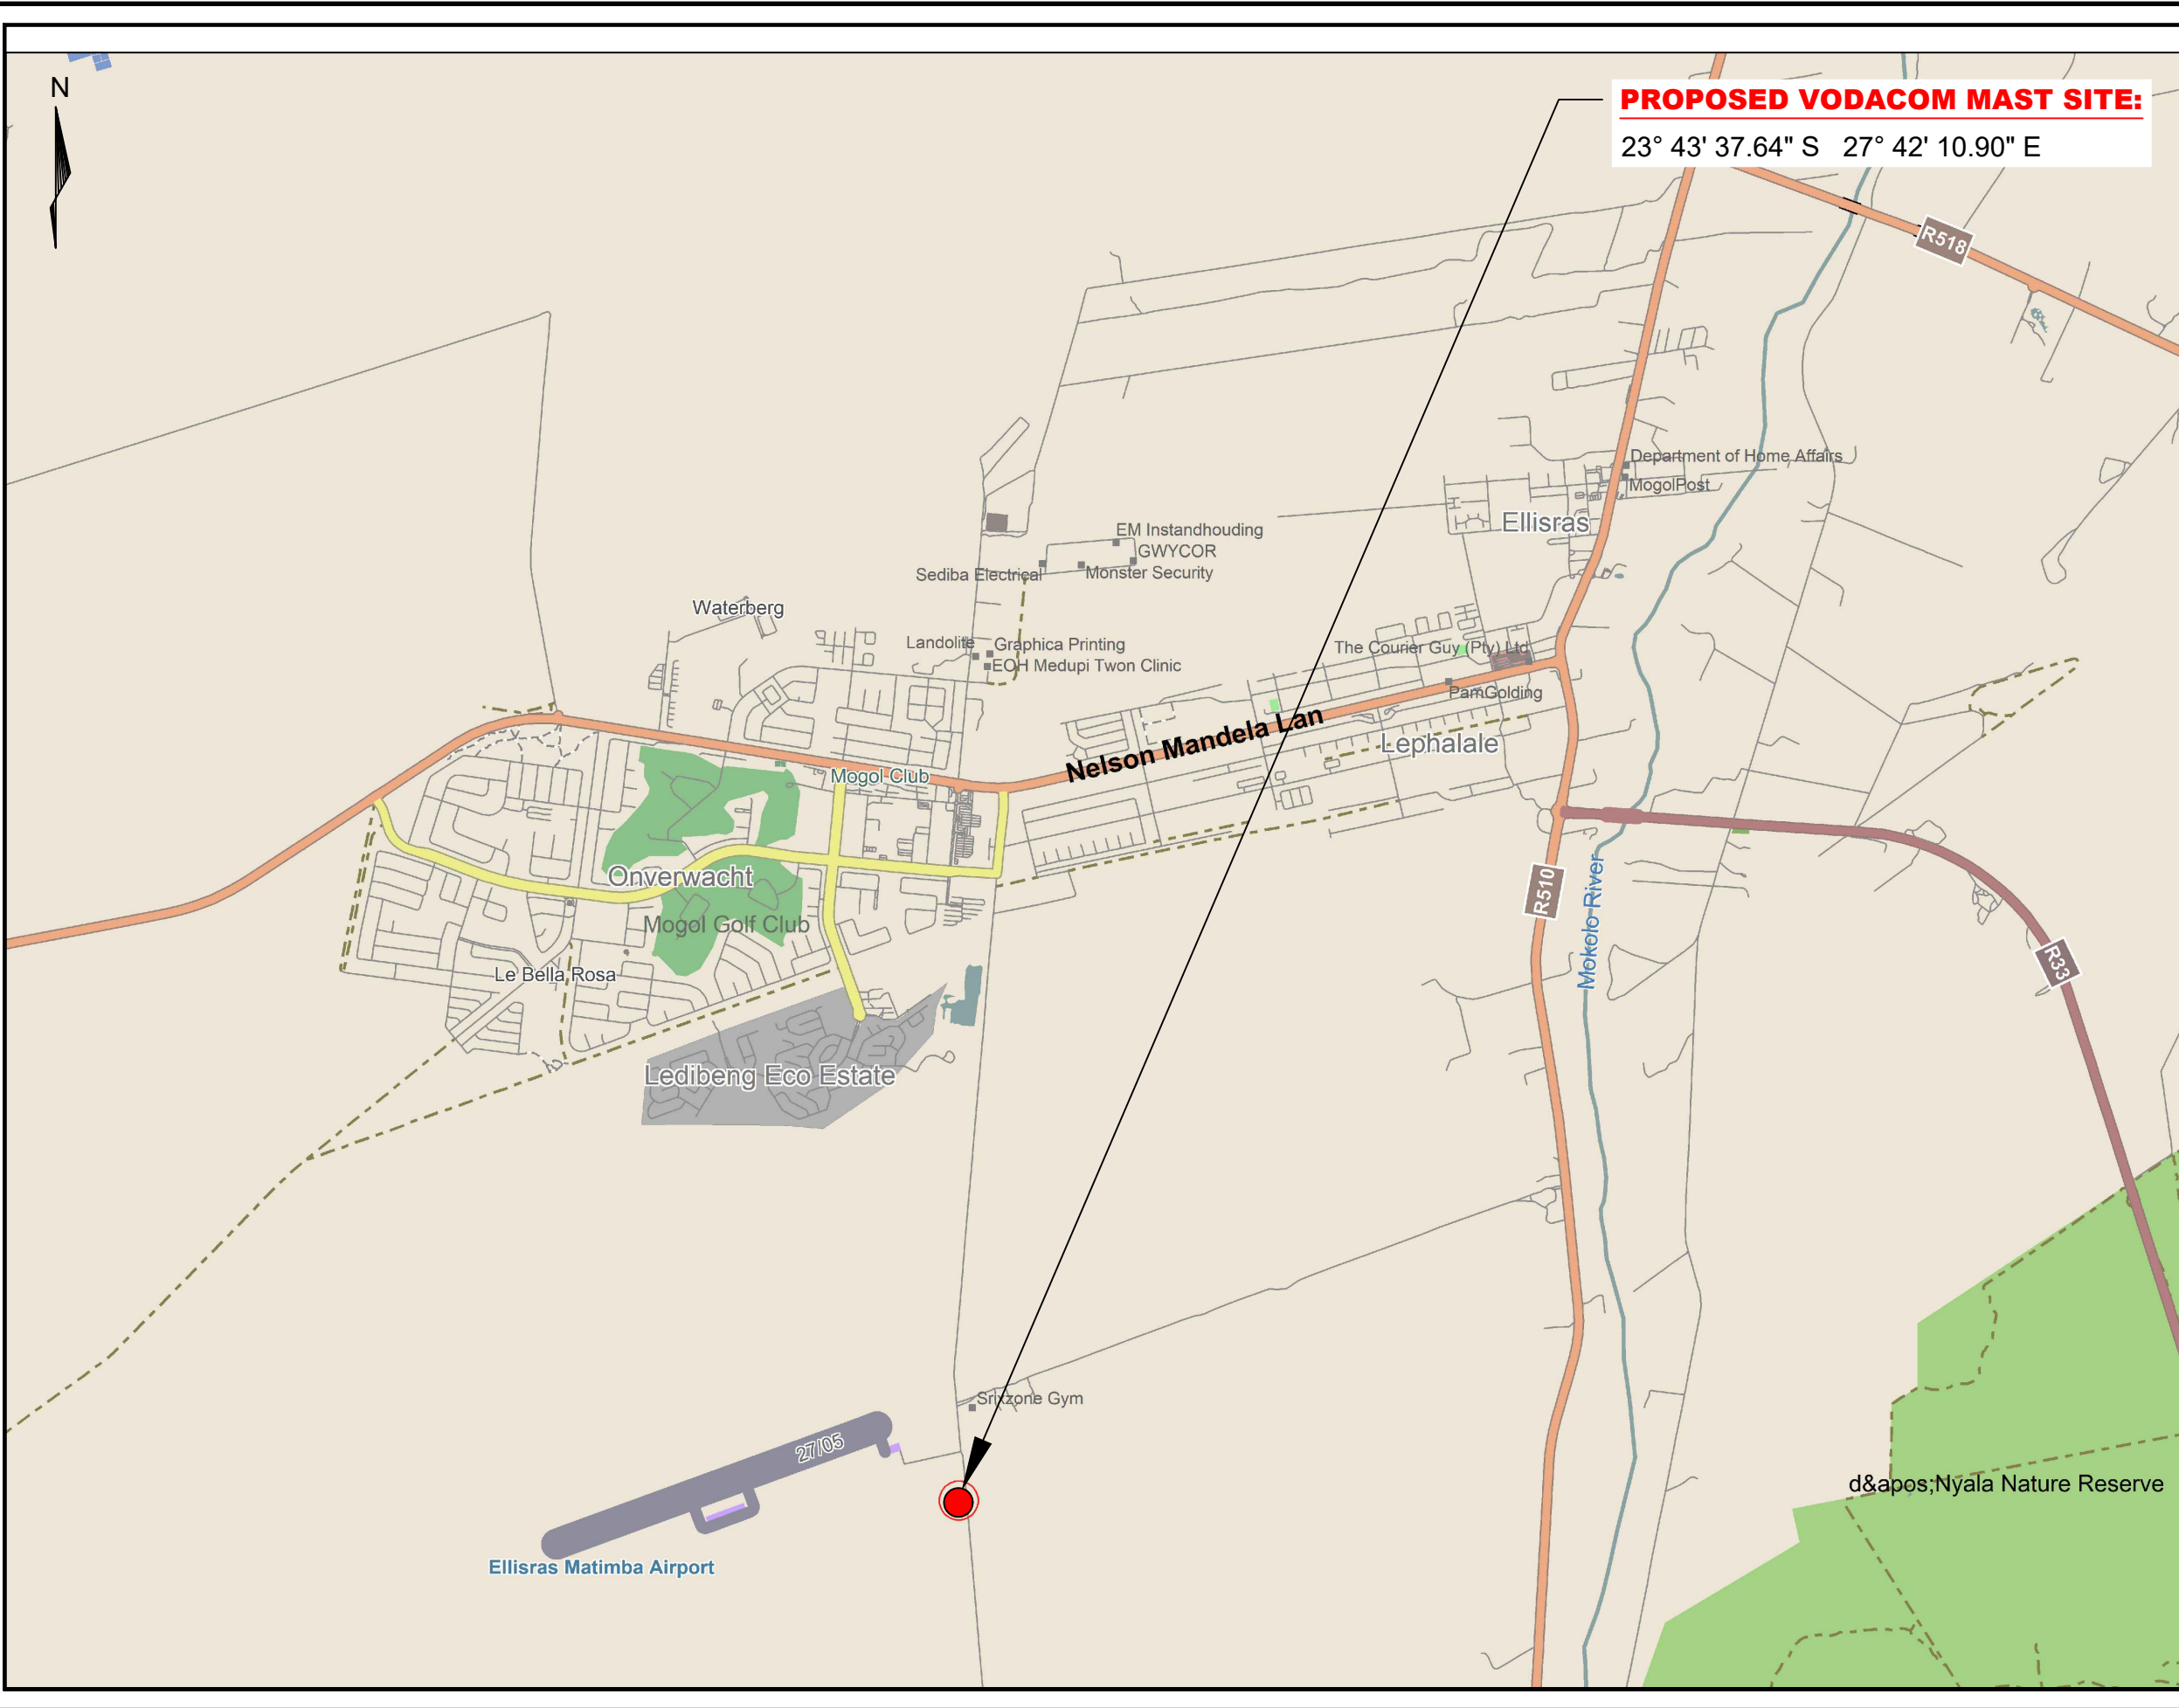 N
PROPOSED VODACOM MAST SITE:
23° 43' 37.64" S 27° 42' 10.90" E
R518
Department of Home Affairs
MogolPost
Ellisras
EM Instandhouding
GWYCOR
Sediba Electrical
Monster Security
Waterberg
Landolite
Graphica Printing
EOH Medupi Twon Clinic
The Courier Guy (Pty) Ltd
PamGolding
Nelson Mandela Lan
Lephalale
Mogol Club
Onverwacht
R510
Mokolo River
Mogol Golf Club
R33
Le Bella Rosa
Ledibeng Eco Estate
Srixzone Gym
27/05
d&apos;Nyala Nature Reserve
Ellisras Matimba Airport